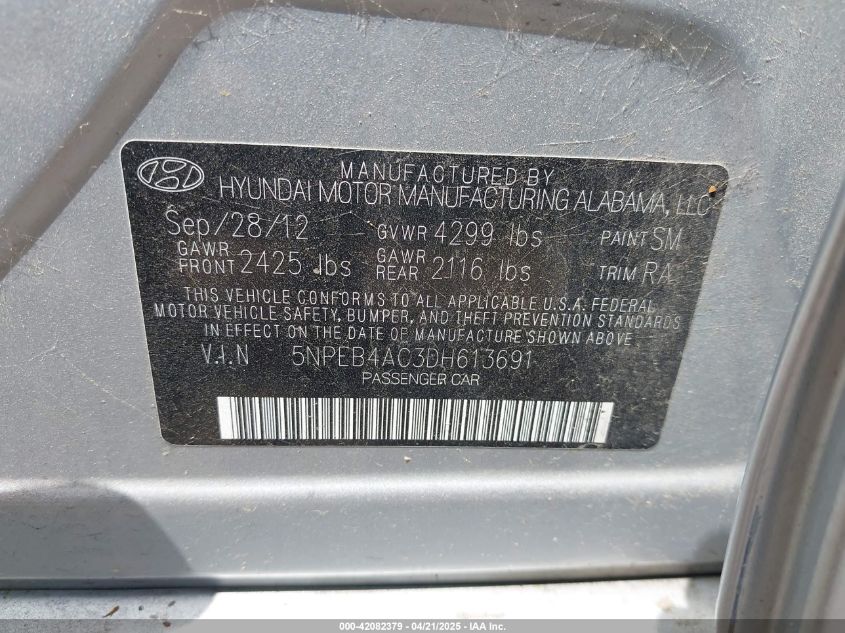 MANUFACTURED BY
HYUNDAI MOTOR MANUFACTURING ALABAMA, LLC
Sep/28/12 GVWR 4299 lbs PAINT SM
GAWR FRONT 2425 lbs GAWR REAR 2116 lbs TRIM RA
THIS VEHICLE CONFORMS TO ALL APPLICABLE U.S.A. FEDERAL
MOTOR VEHICLE SAFETY, BUMPER, AND THEFT PREVENTION STANDARDS
IN EFFECT ON THE DATE OF MANUFACTURE SHOWN ABOVE
V.I.N 5NPEB4AC3DH613691
PASSENGER CAR
000-42082379 - 04/21/2025 - IAA Inc.